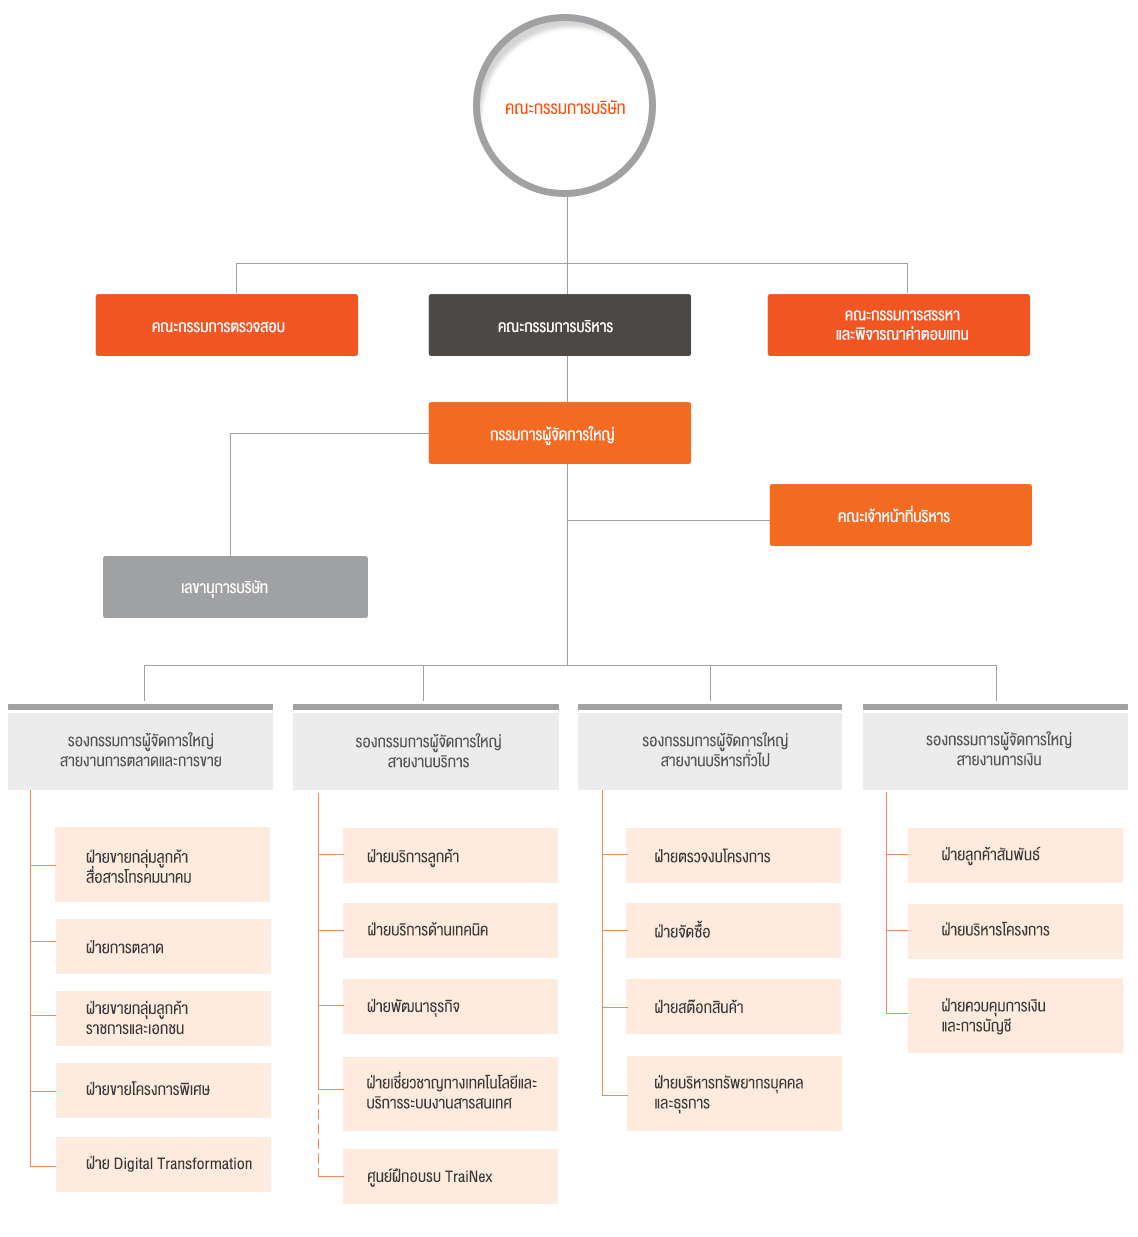 คณะกรรมการบริษัท
คณะกรรมการตรวจสอบ
คณะกรรมการบริหาร
คณะกรรมการสรรหา
และพิจารณาค่าตอบแทน
กรรมการผู้จัดการใหญ่
คณะเจ้าหน้าที่บริหาร
เลขานุการบริษัท
รองกรรมการผู้จัดการใหญ่
สายงานการตลาดและการขาย
ฝ่ายขายกลุ่มลูกค้า
สื่อสารโทรคมนาคม
ฝ่ายการตลาด
ฝ่ายขายกลุ่มลูกค้า
ราชการและเอกชน
ฝ่ายขายโครงการพิเศษ
ฝ่าย Digital Transformation
รองกรรมการผู้จัดการใหญ่
สายงานบริการ
ฝ่ายบริการลูกค้า
ฝ่ายบริการด้านเทคนิค
ฝ่ายพัฒนาธุรกิจ
ฝ่ายเชี่ยวชาญทางเทคโนโลยีและ
บริการระบบงานสารสนเทศ
ศูนย์ฝึกอบรบ TraiNex
รองกรรมการผู้จัดการใหญ่
สายงานบริหารทั่วไป
ฝ่ายตรวจงบโครงการ
ฝ่ายจัดซื้อ
ฝ่ายสต๊อกสินค้า
ฝ่ายบริหารทรัพยากรบุคคล
และธุรการ
รองกรรมการผู้จัดการใหญ่
สายงานการเงิน
ฝ่ายลูกค้าสัมพันธ์
ฝ่ายบริหารโครงการ
ฝ่ายควบคุมการเงิน
และการบัญชี